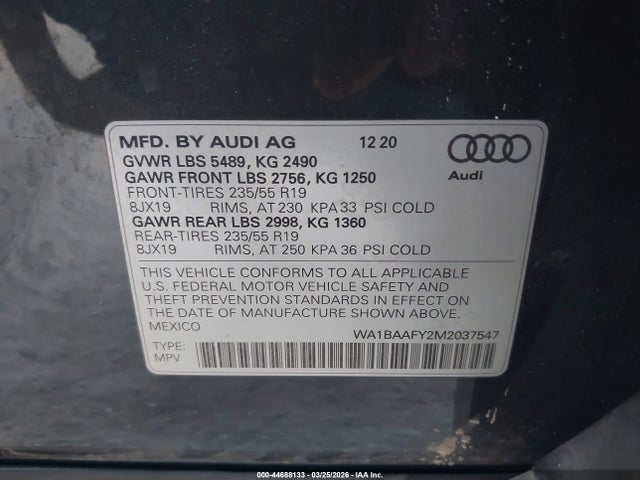 MFD. BY AUDI AG 12 20
GVWR LBS 5489, KG 2490
GAWR FRONT LBS 2756, KG 1250
FRONT-TIRES 235/55 R19
8JX19 RIMS, AT 230 KPA 33 PSI COLD
GAWR REAR LBS 2998, KG 1360
REAR-TIRES 235/55 R19
8JX19 RIMS, AT 250 KPA 36 PSI COLD
Audi
THIS VEHICLE CONFORMS TO ALL APPLICABLE
U.S. FEDERAL MOTOR VEHICLE SAFETY AND
THEFT PREVENTION STANDARDS IN EFFECT ON
THE DATE OF MANUFACTURE SHOWN ABOVE.
MEXICO WA1BAAFY2M2037547
TYPE:
MPV
000-44688133 - 03/25/2026 - IAA Inc.